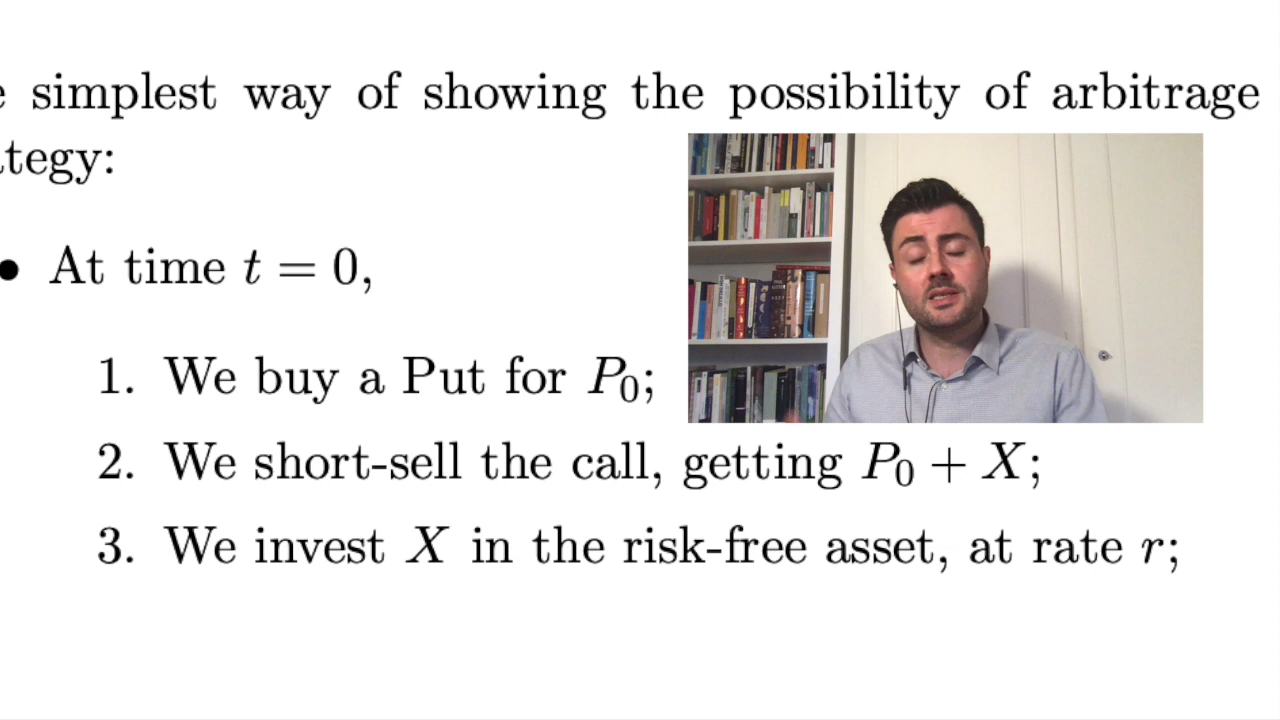 simplest way of showing the possibility of arbitrage
tegy:
• At time t = 0,
1. We buy a Put for P₀;
2. We short-sell the call, getting P₀ + X;
3. We invest X in the risk-free asset, at rate r;